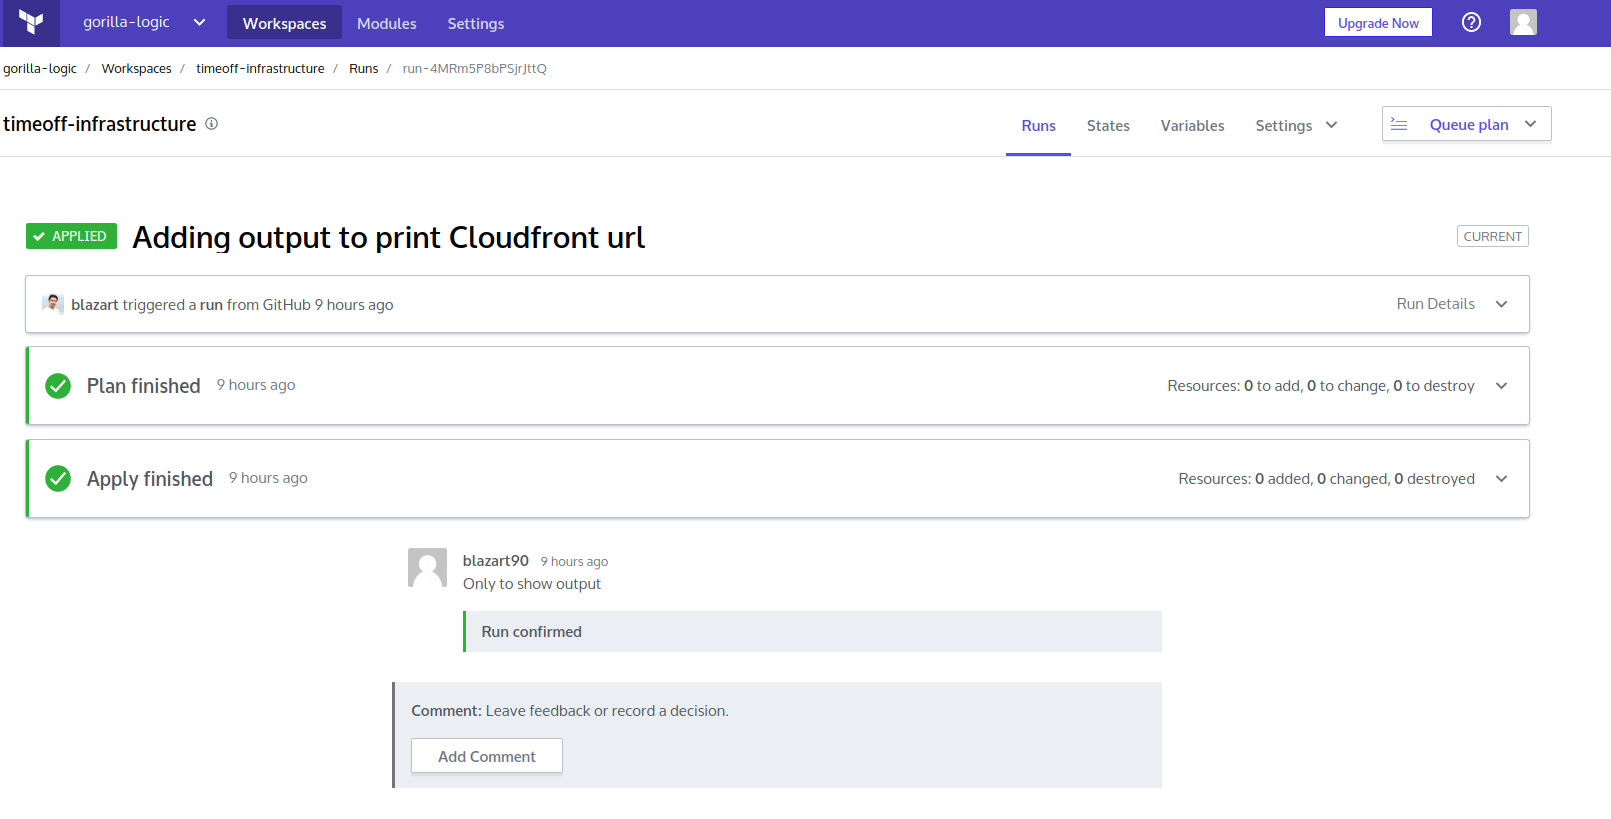 gorilla-logic Workspaces Modules Settings Upgrade Now
gorilla-logic / Workspaces / timeoff-infrastructure / Runs / run-4MRm5P8bPSjrJttQ
timeoff-infrastructure Runs States Variables Settings Queue plan
APPLIED Adding output to print Cloudfront url CURRENT
blazart triggered a run from GitHub 9 hours ago Run Details
Plan finished 9 hours ago Resources: 0 to add, 0 to change, 0 to destroy
Apply finished 9 hours ago Resources: 0 added, 0 changed, 0 destroyed
blazart90 9 hours ago
Only to show output
Run confirmed
Comment: Leave feedback or record a decision.
Add Comment